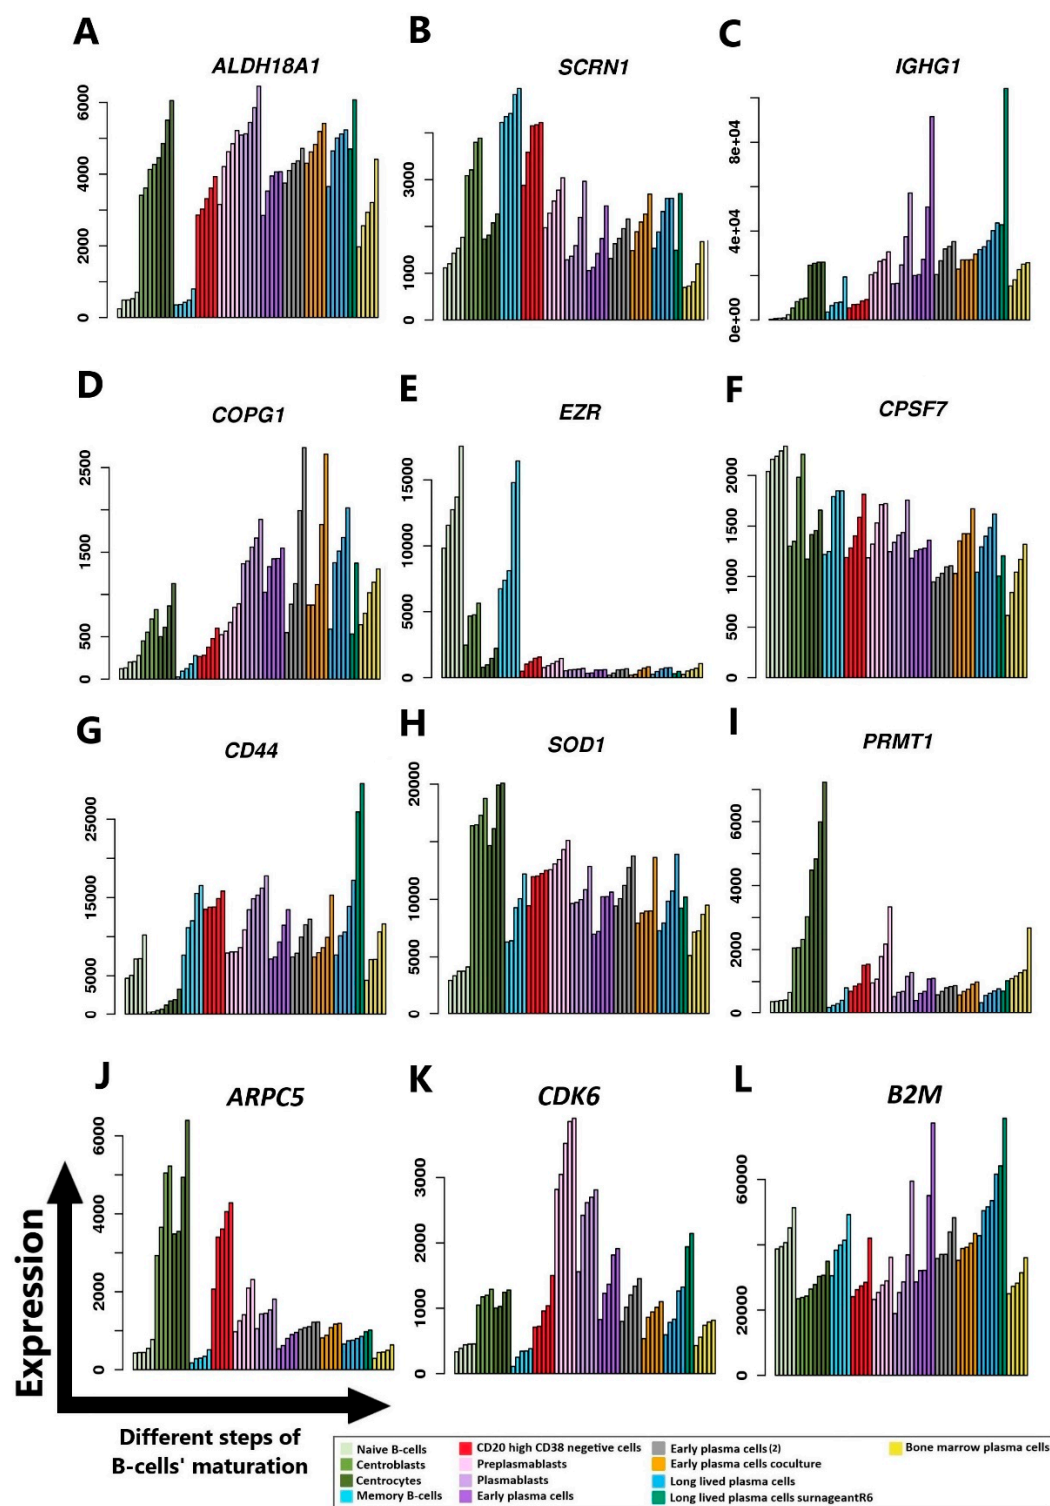 A
ALDH18A1
0
2000
4000
6000
B
SCRN1
0
1000
3000
C
IGHG1
0e+00
4e+04
8e+04
D
COPG1
0
500
1500
2500
E
EZR
0
5000
10000
15000
F
CPSF7
0
500
1000
1500
2000
G
CD44
0
5000
15000
25000
H
SOD1
0
5000
10000
15000
20000
I
PRMT1
0
2000
4000
6000
J
ARPC5
0
2000
4000
6000
K
CDK6
0
1000
2000
3000
L
B2M
0
20000
60000
Expression
Different steps of
B-cells' maturation
Naive B-cells
Centroblasts
Centrocytes
Memory B-cells
CD20 high CD38 negetive cells
Preplasmablasts
Plasmablasts
Early plasma cells
Early plasma cells(2)
Early plasma cells coculture
Long lived plasma cells
Long lived plasma cells surnageantR6
Bone marrow plasma cells